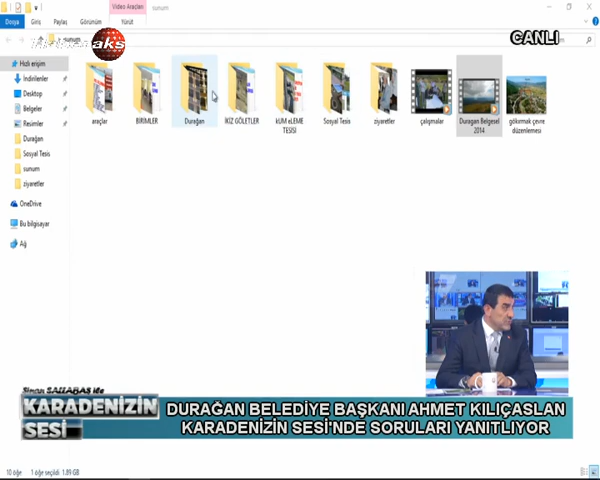 Video Araçları
sunum
Dosya Giriş Paylaş Görünüm Yürüt
sunum
CANLI
Hızlı erişim
İndirilenler
Desktop
Belgeler
Resimler
Durağan
Sosyal Tesis
sunum
ziyaretler
OneDrive
Bu bilgisayar
Ağ
araçlar
BİRİMLER
Durağan
İKİZ GÖLETLER
kUM eLEME TESİSİ
Sosyal Tesis
ziyaretler
çalışmalar
Duragan Belgesel 2014
gökırmak çevre düzenlemesi
KARADENİZİN
SESİ
DURAĞAN BELEDİYE BAŞKANI AHMET KILIÇASLAN
KARADENİZİN SESİ'NDE SORULARI YANITLIYOR
10 öğe 1 öğe seçildi 1.89 GB